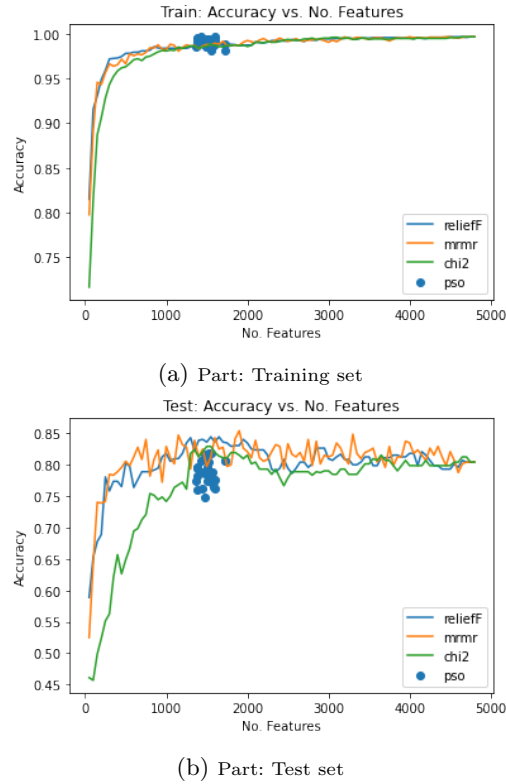 Train: Accuracy vs. No. Features
1.00
0.95
0.90
0.85
0.80
0.75
Accuracy
reliefF
mrmr
chi2
pso
0 1000 2000 3000 4000 5000
No. Features
(a) Part: Training set
Test: Accuracy vs. No. Features
0.85
0.80
0.75
0.70
0.65
0.60
0.55
0.50
0.45
Accuracy
reliefF
mrmr
chi2
pso
0 1000 2000 3000 4000 5000
No. Features
(b) Part: Test set